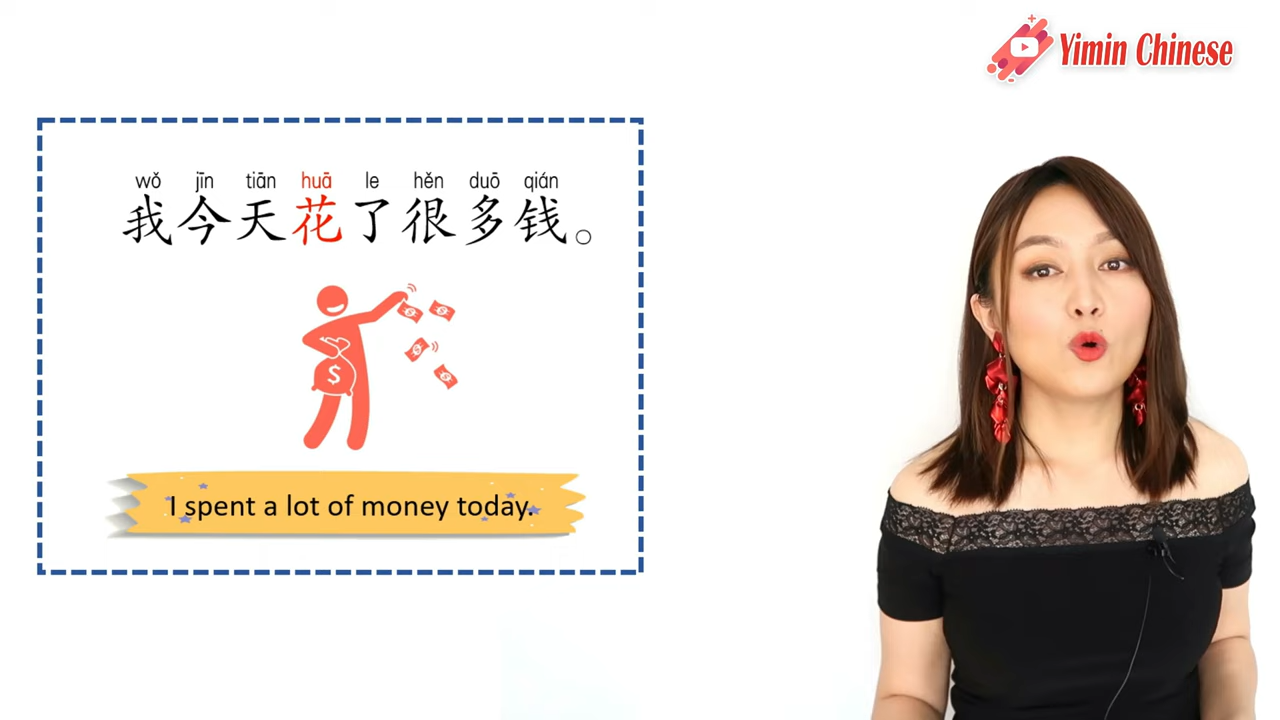 Yimin Chinese
wǒ jīn tiān huā le hěn duō qián
我今天花了很多钱。
$ $
$ $
$
I spent a lot of money today.